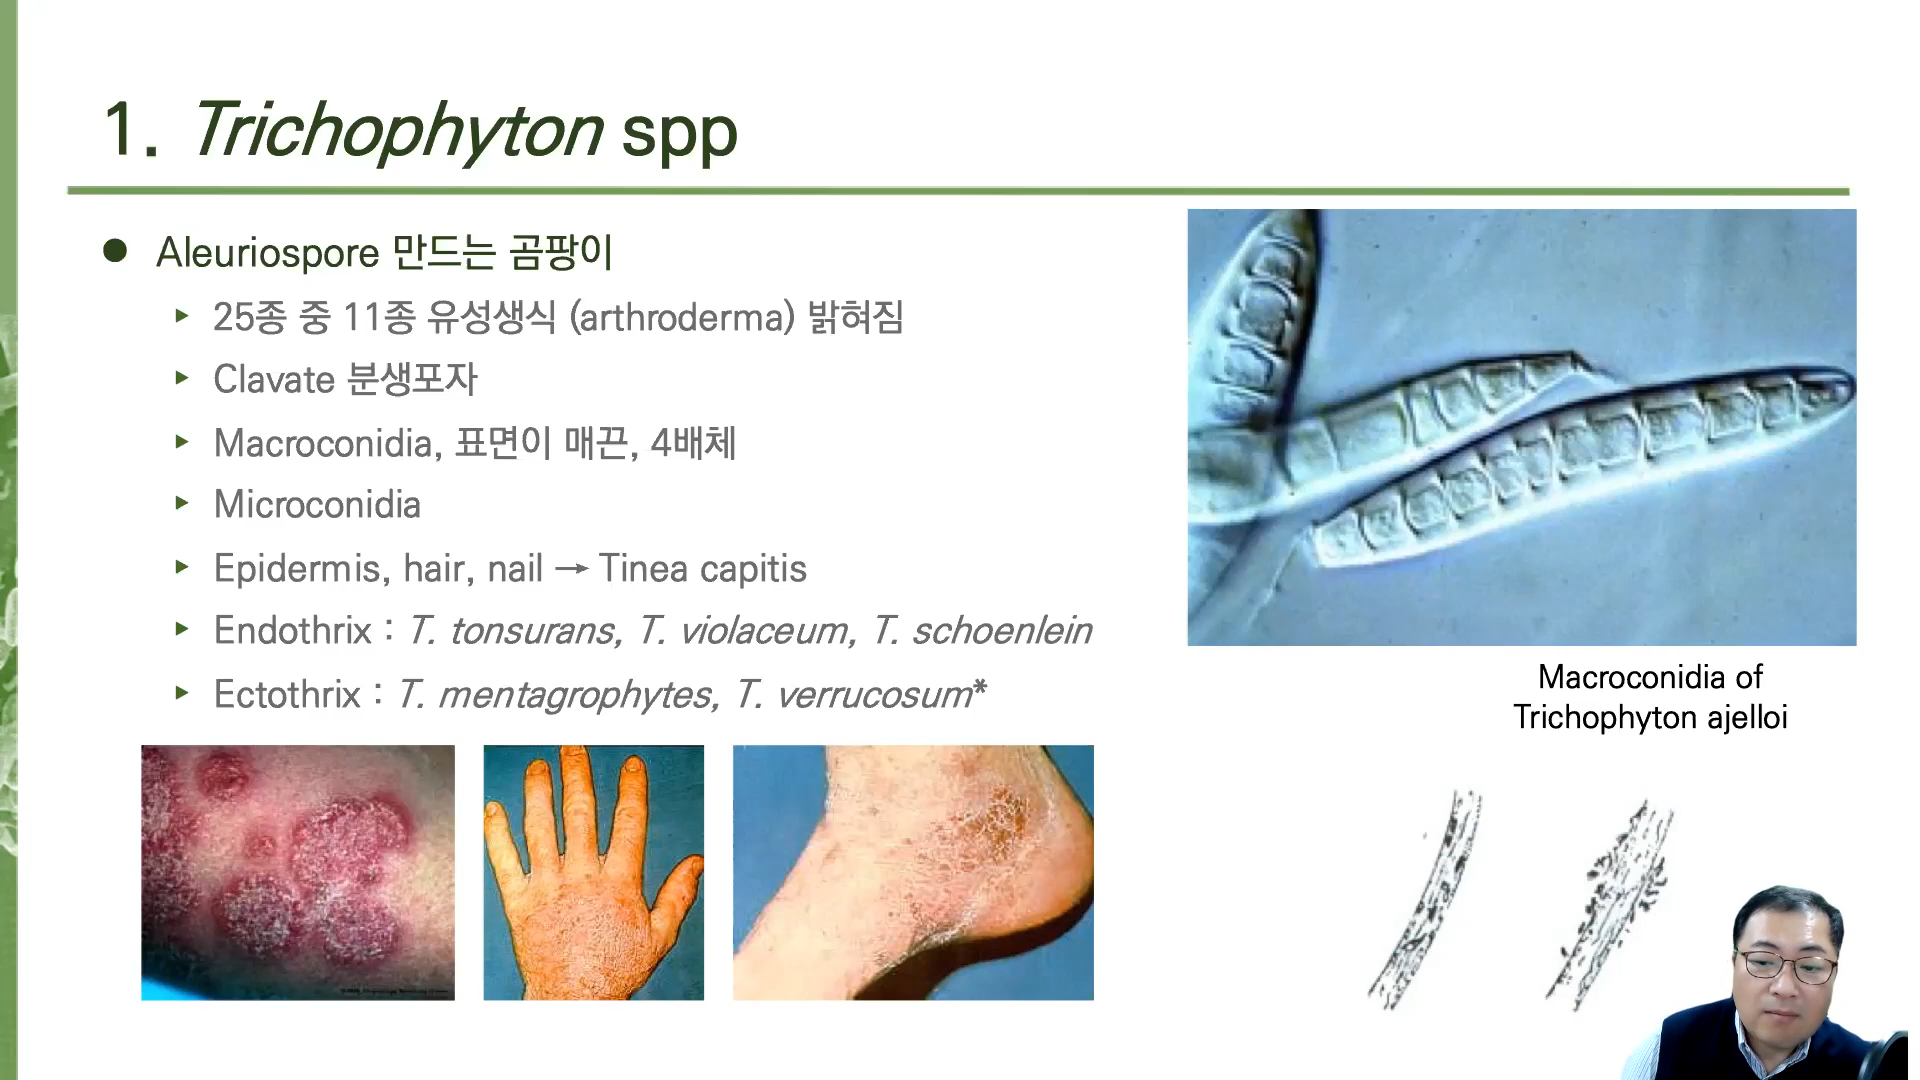 1. Trichophyton spp
● Aleuriospore 만드는 곰팡이
▸ 25종 중 11종 유성생식 (arthroderma) 밝혀짐
▸ Clavate 분생포자
▸ Macroconidia, 표면이 매끈, 4배체
▸ Microconidia
▸ Epidermis, hair, nail → Tinea capitis
▸ Endothrix : T. tonsurans, T. violaceum, T. schoenlein
▸ Ectothrix : T. mentagrophytes, T. verrucosum*
Macroconidia of
Trichophyton ajelloi